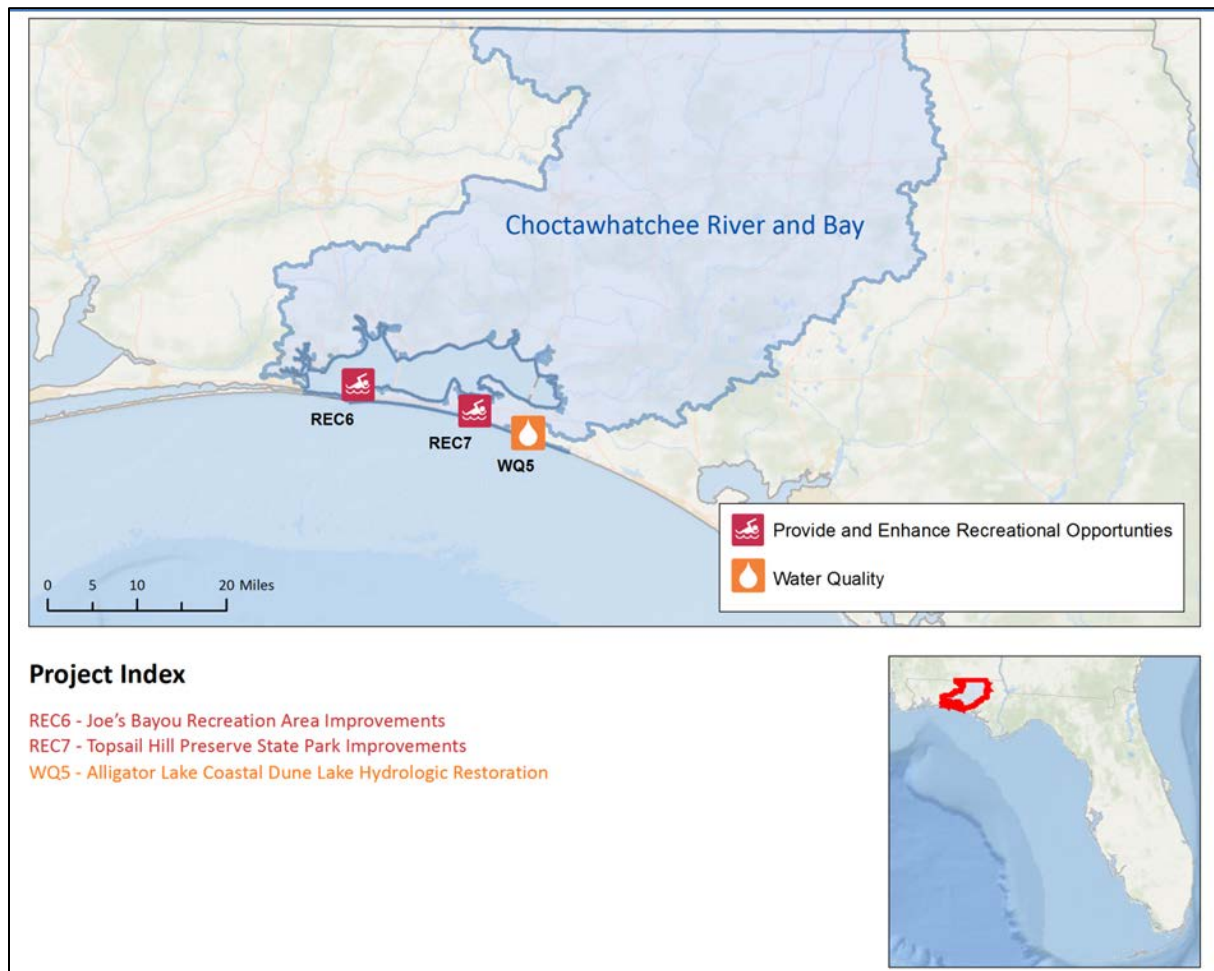 Choctawhatchee River and Bay
REC6
REC7
WQ5
Provide and Enhance Recreational Opportunties
Water Quality
0 5 10 20 Miles
Project Index
REC6 - Joe's Bayou Recreation Area Improvements
REC7 - Topsail Hill Preserve State Park Improvements
WQ5 - Alligator Lake Coastal Dune Lake Hydrologic Restoration